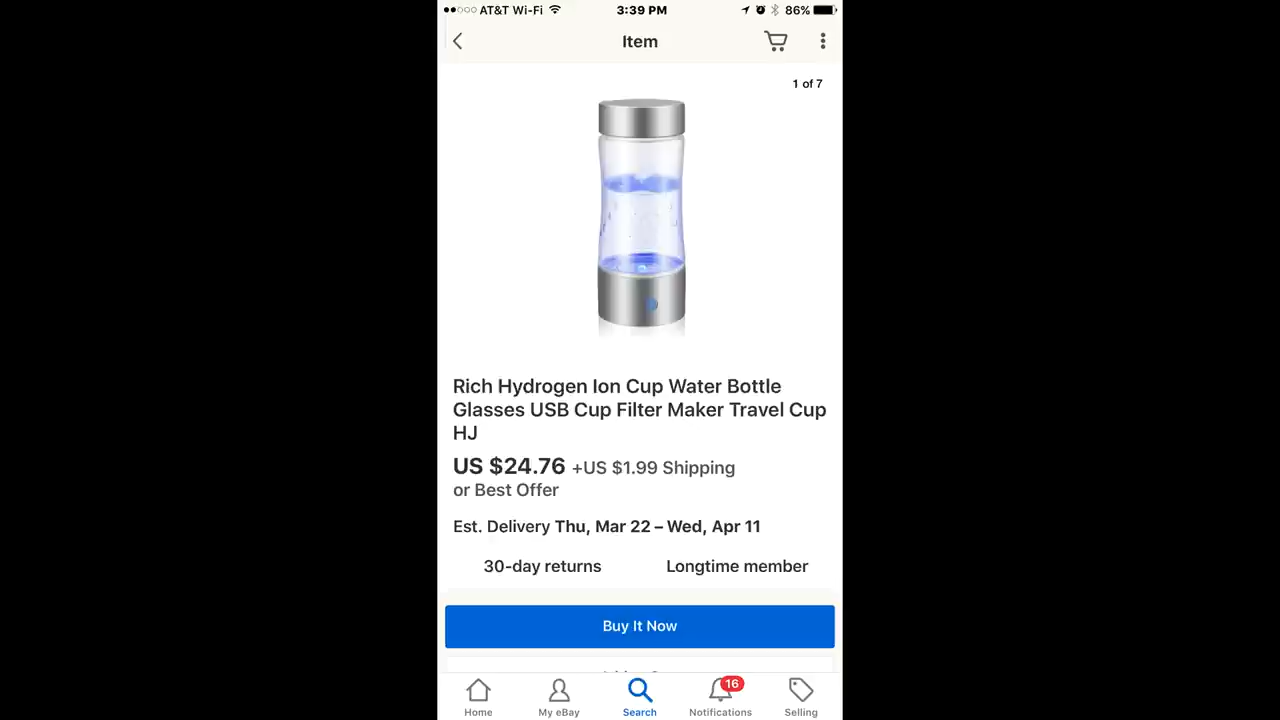 AT&T Wi-Fi 3:39 PM 86%
Item
1 of 7
Rich Hydrogen Ion Cup Water Bottle
Glasses USB Cup Filter Maker Travel Cup
HJ
US $24.76 +US $1.99 Shipping
or Best Offer
Est. Delivery Thu, Mar 22 – Wed, Apr 11
30-day returns Longtime member
Buy It Now
16
Home My eBay Search Notifications Selling